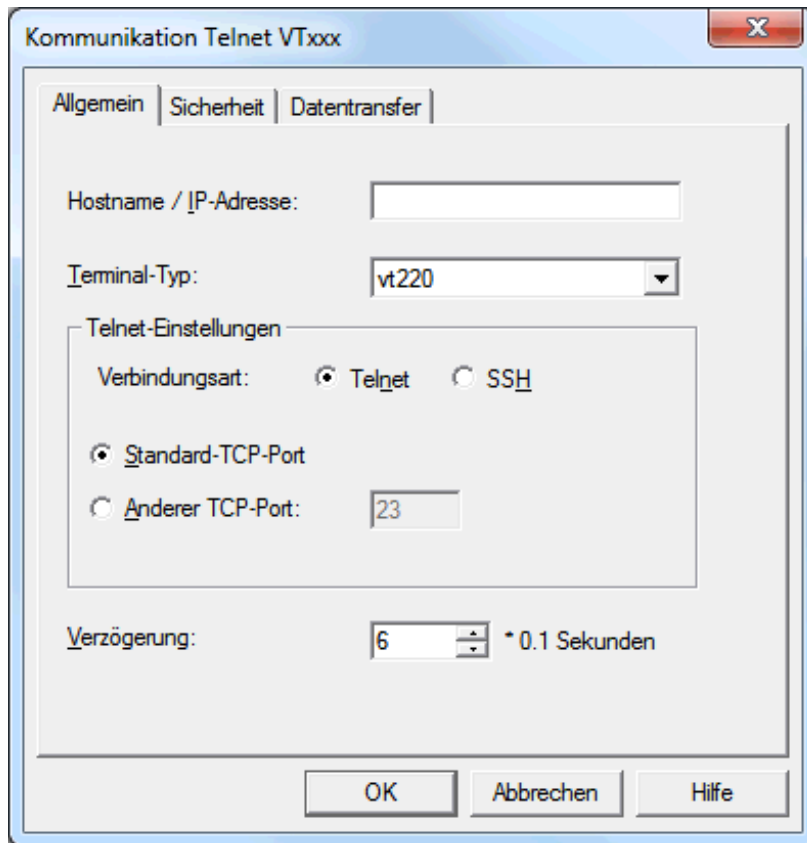 Kommunikation Telnet VTxxx
Allgemein Sicherheit Datentransfer
Hostname / IP-Adresse:
Terminal-Typ: vt220
Telnet-Einstellungen
Verbindungsart: Telnet SSH
Standard-TCP-Port
Anderer TCP-Port: 23
Verzögerung: 6 * 0.1 Sekunden
OK Abbrechen Hilfe